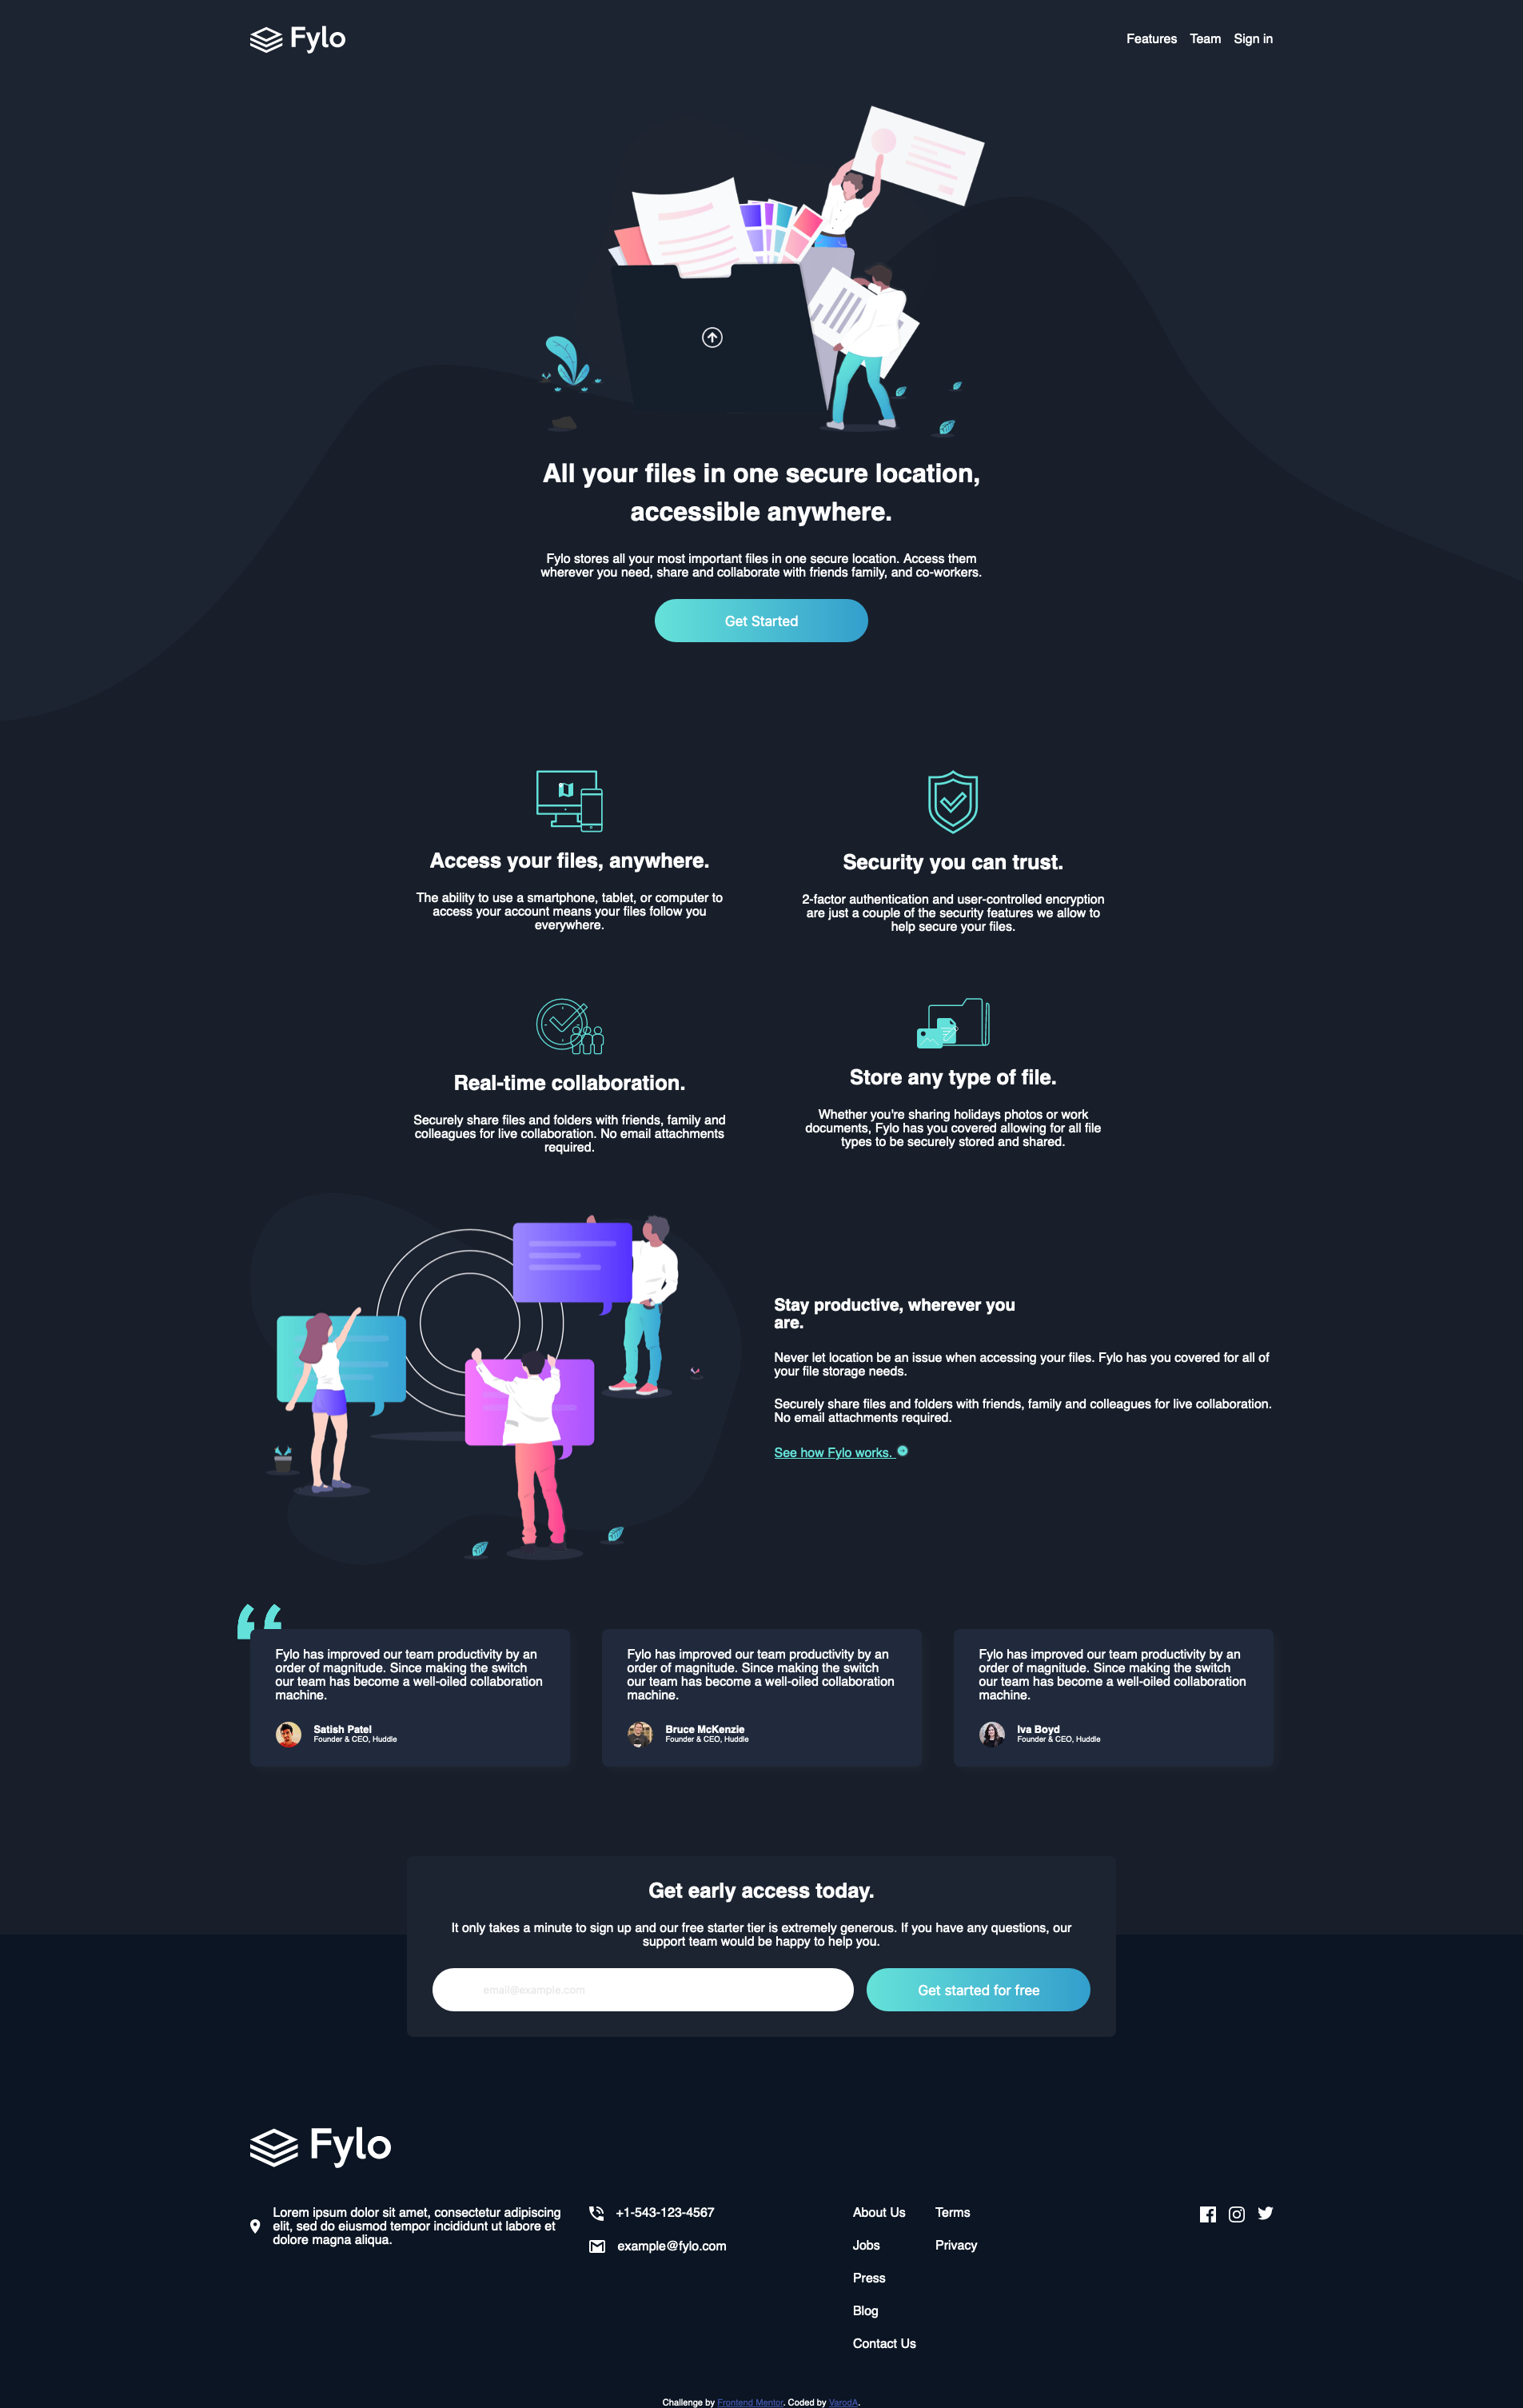 Fylo
Features Team Sign in
All your files in one secure location,
accessible anywhere.
Fylo stores all your most important files in one secure location. Access them
wherever you need, share and collaborate with friends family, and co-workers.
Get Started
Access your files, anywhere.
The ability to use a smartphone, tablet, or computer to
access your account means your files follow you
everywhere.
Security you can trust.
2-factor authentication and user-controlled encryption
are just a couple of the security features we allow to
help secure your files.
Real-time collaboration.
Securely share files and folders with friends, family and
colleagues for live collaboration. No email attachments
required.
Store any type of file.
Whether you're sharing holidays photos or work
documents, Fylo has you covered allowing for all file
types to be securely stored and shared.
Stay productive, wherever you
are.
Never let location be an issue when accessing your files. Fylo has you covered for all of
your file storage needs.
Securely share files and folders with friends, family and colleagues for live collaboration.
No email attachments required.
See how Fylo works.
Fylo has improved our team productivity by an
order of magnitude. Since making the switch
our team has become a well-oiled collaboration
machine.
Satish Patel
Founder & CEO, Huddle
Fylo has improved our team productivity by an
order of magnitude. Since making the switch
our team has become a well-oiled collaboration
machine.
Bruce McKenzie
Founder & CEO, Huddle
Fylo has improved our team productivity by an
order of magnitude. Since making the switch
our team has become a well-oiled collaboration
machine.
Iva Boyd
Founder & CEO, Huddle
Get early access today.
It only takes a minute to sign up and our free starter tier is extremely generous. If you have any questions, our
support team would be happy to help you.
email@example.com
Get started for free
Fylo
Lorem ipsum dolor sit amet, consectetur adipiscing
elit, sed do eiusmod tempor incididunt ut labore et
dolore magna aliqua.
+1-543-123-4567
example@fylo.com
About Us
Jobs
Press
Blog
Contact Us
Terms
Privacy
Challenge by Frontend Mentor. Coded by VarodA.